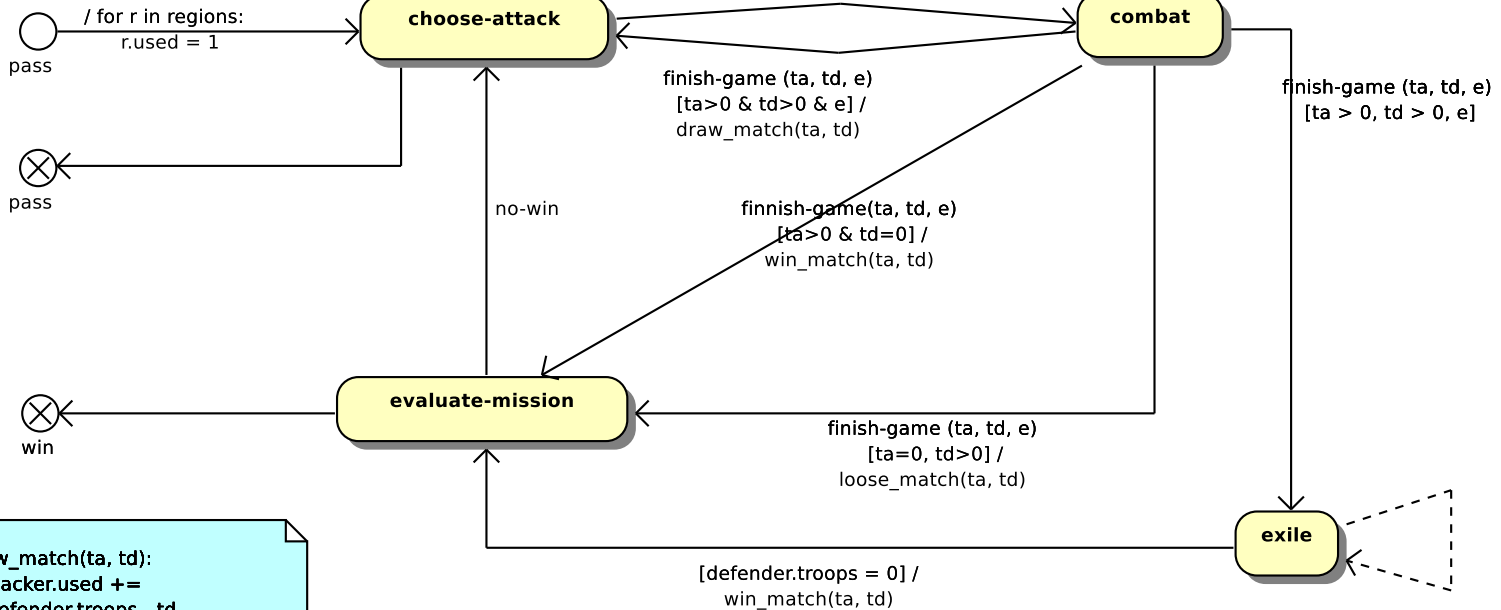 / for r in regions:
r.used = 1
pass
choose-attack
combat
finish-game (ta, td, e)
[ta>0 & td>0 & e] /
draw_match(ta, td)
finish-game (ta, td, e)
[ta > 0, td > 0, e]
pass
no-win
finnish-game(ta, td, e)
[ta>0 & td=0] /
win_match(ta, td)
evaluate-mission
win
finish-game (ta, td, e)
[ta=0, td>0] /
loose_match(ta, td)
exile
[defender.troops = 0] /
win_match(ta, td)
w_match(ta, td):
acker.used +=
efender.troops - td